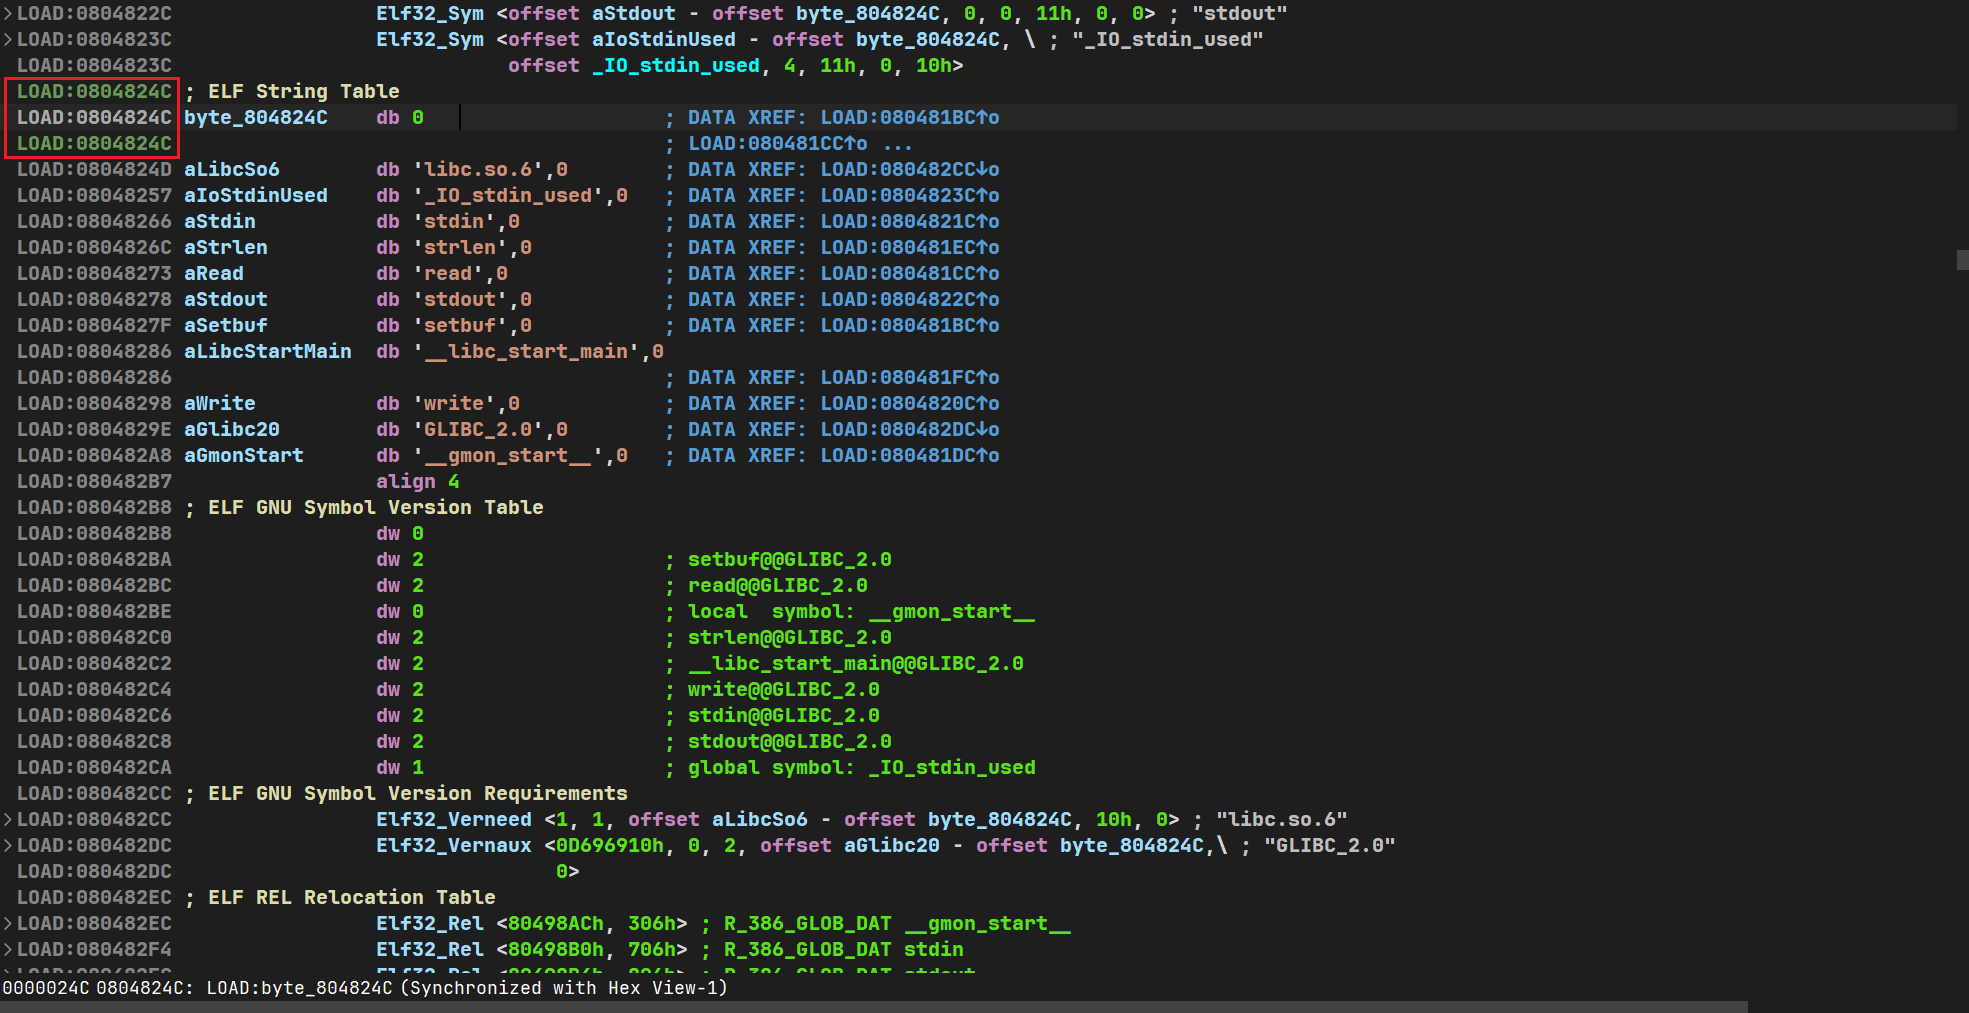 LOAD:0804822C Elf32_Sym <offset aStdout - offset byte_804824C, 0, 0, 11h, 0, 0> ; "stdout"
LOAD:0804823C Elf32_Sym <offset aIoStdinUsed - offset byte_804824C, \ ; "_IO_stdin_used"
LOAD:0804823C offset _IO_stdin_used, 4, 11h, 0, 10h>
LOAD:0804824C ; ELF String Table
LOAD:0804824C byte_804824C db 0 ; DATA XREF: LOAD:080481BC↑o
LOAD:0804824C ; LOAD:080481CC↑o ...
LOAD:0804824D aLibcSo6 db 'libc.so.6',0 ; DATA XREF: LOAD:080482CC↓o
LOAD:08048257 aIoStdinUsed db '_IO_stdin_used',0 ; DATA XREF: LOAD:0804823C↑o
LOAD:08048266 aStdin db 'stdin',0 ; DATA XREF: LOAD:0804821C↑o
LOAD:0804826C aStrlen db 'strlen',0 ; DATA XREF: LOAD:080481EC↑o
LOAD:08048273 aRead db 'read',0 ; DATA XREF: LOAD:080481CC↑o
LOAD:08048278 aStdout db 'stdout',0 ; DATA XREF: LOAD:0804822C↑o
LOAD:0804827F aSetbuf db 'setbuf',0 ; DATA XREF: LOAD:080481BC↑o
LOAD:08048286 aLibcStartMain db '__libc_start_main',0
LOAD:08048286 ; DATA XREF: LOAD:080481FC↑o
LOAD:08048298 aWrite db 'write',0 ; DATA XREF: LOAD:0804820C↑o
LOAD:0804829E aGlibc20 db 'GLIBC_2.0',0 ; DATA XREF: LOAD:080482DC↓o
LOAD:080482A8 aGmonStart db '__gmon_start__',0 ; DATA XREF: LOAD:080481DC↑o
LOAD:080482B7 align 4
LOAD:080482B8 ; ELF GNU Symbol Version Table
LOAD:080482B8 dw 0
LOAD:080482BA dw 2 ; setbuf@@GLIBC_2.0
LOAD:080482BC dw 2 ; read@@GLIBC_2.0
LOAD:080482BE dw 0 ; local  symbol: __gmon_start__
LOAD:080482C0 dw 2 ; strlen@@GLIBC_2.0
LOAD:080482C2 dw 2 ; __libc_start_main@@GLIBC_2.0
LOAD:080482C4 dw 2 ; write@@GLIBC_2.0
LOAD:080482C6 dw 2 ; stdin@@GLIBC_2.0
LOAD:080482C8 dw 2 ; stdout@@GLIBC_2.0
LOAD:080482CA dw 1 ; global symbol: _IO_stdin_used
LOAD:080482CC ; ELF GNU Symbol Version Requirements
LOAD:080482CC Elf32_Verneed <1, 1, offset aLibcSo6 - offset byte_804824C, 10h, 0> ; "libc.so.6"
LOAD:080482DC Elf32_Vernaux <0D696910h, 0, 2, offset aGlibc20 - offset byte_804824C,\ ; "GLIBC_2.0"
LOAD:080482DC 0>
LOAD:080482EC ; ELF REL Relocation Table
LOAD:080482EC Elf32_Rel <80498ACh, 306h> ; R_386_GLOB_DAT __gmon_start__
LOAD:080482F4 Elf32_Rel <80498B0h, 706h> ; R_386_GLOB_DAT stdin
0000024C 0804824C: LOAD:byte_804824C (Synchronized with Hex View-1)